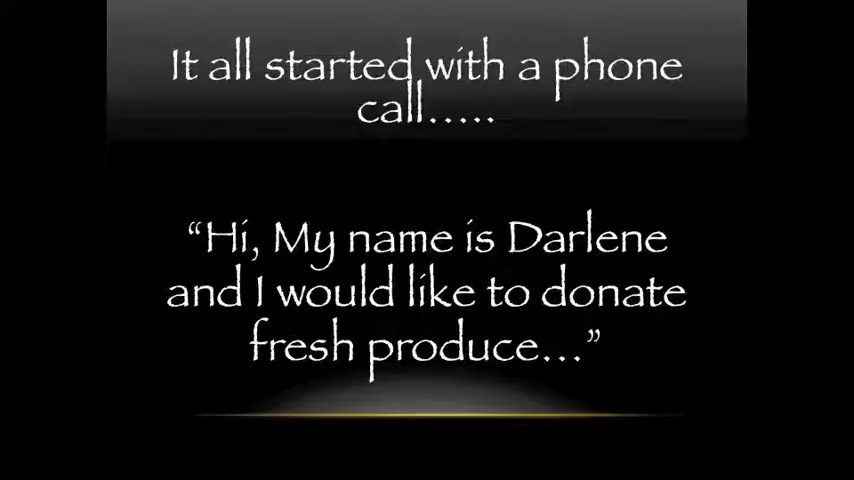 It all started with a phone
call.....
“Hi, My name is Darlene
and I would like to donate
fresh produce...”